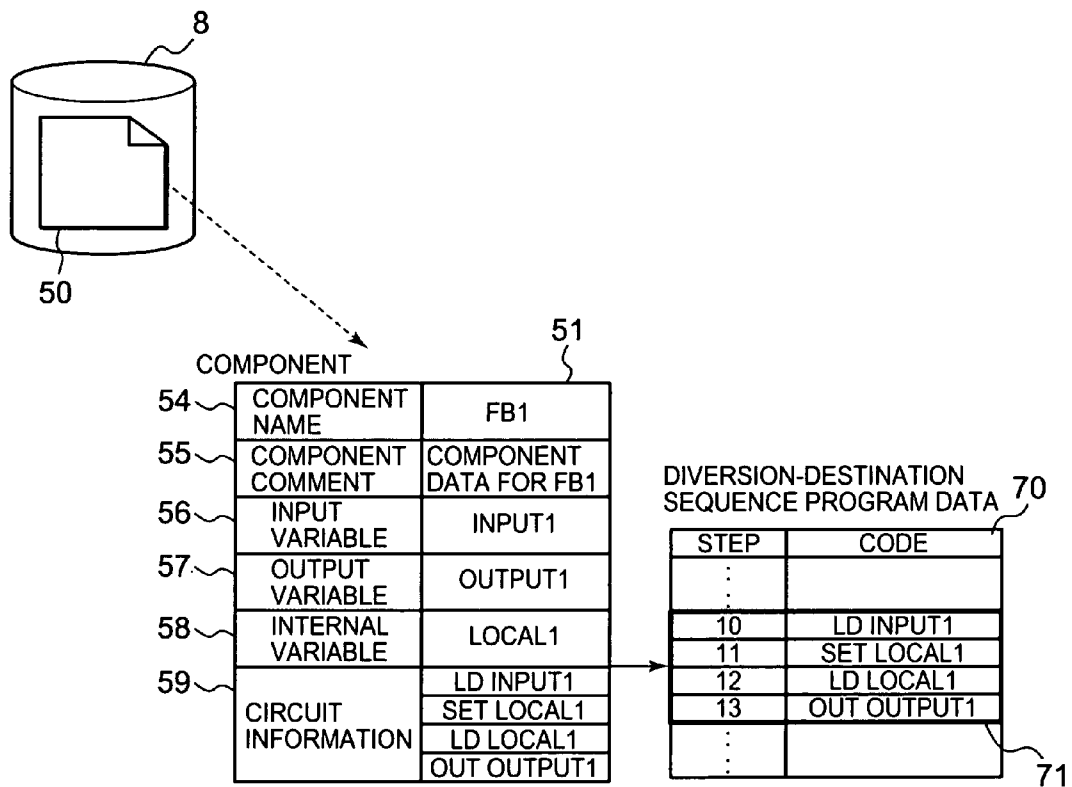 8
50
51
COMPONENT
54
COMPONENT
NAME
FB1
55
COMPONENT
COMMENT
COMPONENT
DATA FOR FB1
56
INPUT
VARIABLE
INPUT1
57
OUTPUT
VARIABLE
OUTPUT1
58
INTERNAL
VARIABLE
LOCAL1
59
CIRCUIT
INFORMATION
LD INPUT1
SET LOCAL1
LD LOCAL1
OUT OUTPUT1
DIVERSION-DESTINATION
SEQUENCE PROGRAM DATA
70
STEP CODE
10 LD INPUT1
11 SET LOCAL1
12 LD LOCAL1
13 OUT OUTPUT1
71